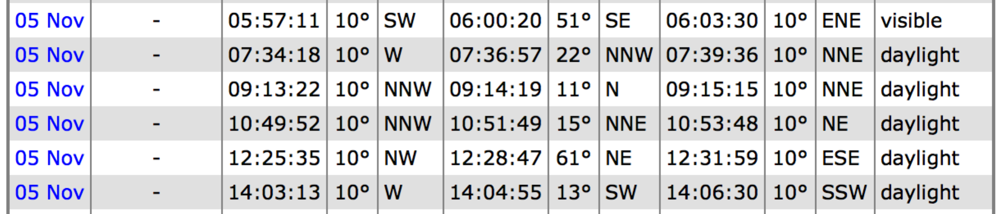 05 Nov - 05:57:11 10° SW 06:00:20 51° SE 06:03:30 10° ENE visible
05 Nov - 07:34:18 10° W 07:36:57 22° NNW 07:39:36 10° NNE daylight
05 Nov - 09:13:22 10° NNW 09:14:19 11° N 09:15:15 10° NNE daylight
05 Nov - 10:49:52 10° NNW 10:51:49 15° NNE 10:53:48 10° NE daylight
05 Nov - 12:25:35 10° NW 12:28:47 61° NE 12:31:59 10° ESE daylight
05 Nov - 14:03:13 10° W 14:04:55 13° SW 14:06:30 10° SSW daylight